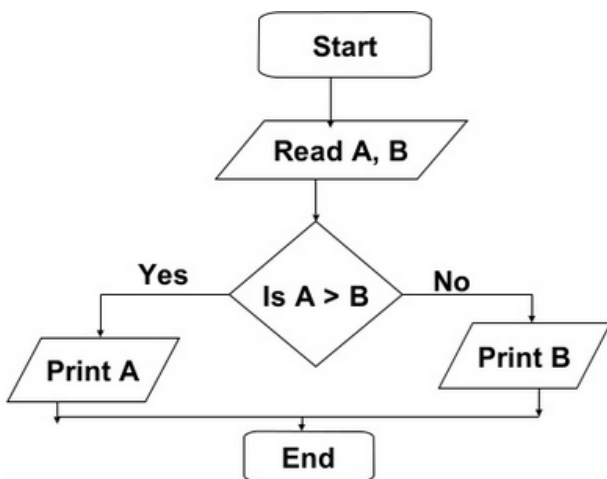 Start
Read A, B
Yes
Is A > B
No
Print A
Print B
End